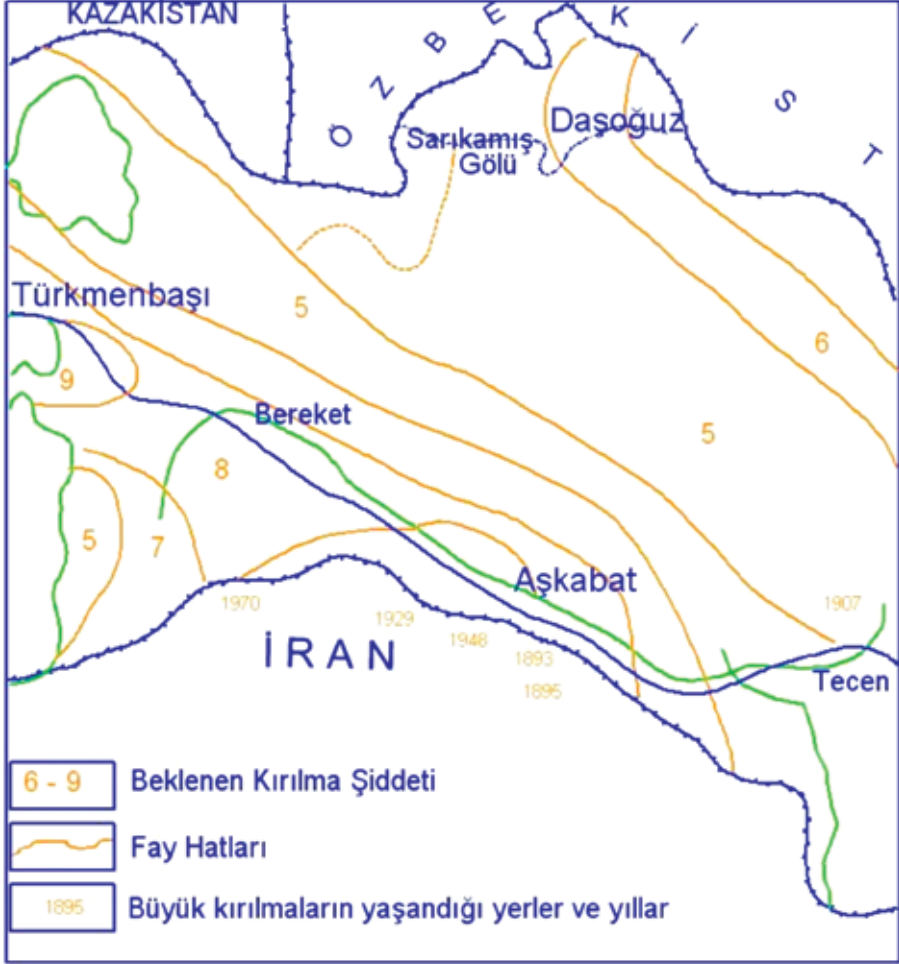 KAZAKİSTAN
Ö Z B E K İ S T
Daşoğuz
Sarıkamış
Gölü
Türkmenbaşı
5
6
9
Bereket
5
8
5
7
Aşkabat
1970
1929
1907
1948
İRAN
1893
1895
Tecen
6 - 9 Beklenen Kırılma Şiddeti
Fay Hatları
1895 Büyük kırılmaların yaşandığı yerler ve yıllar